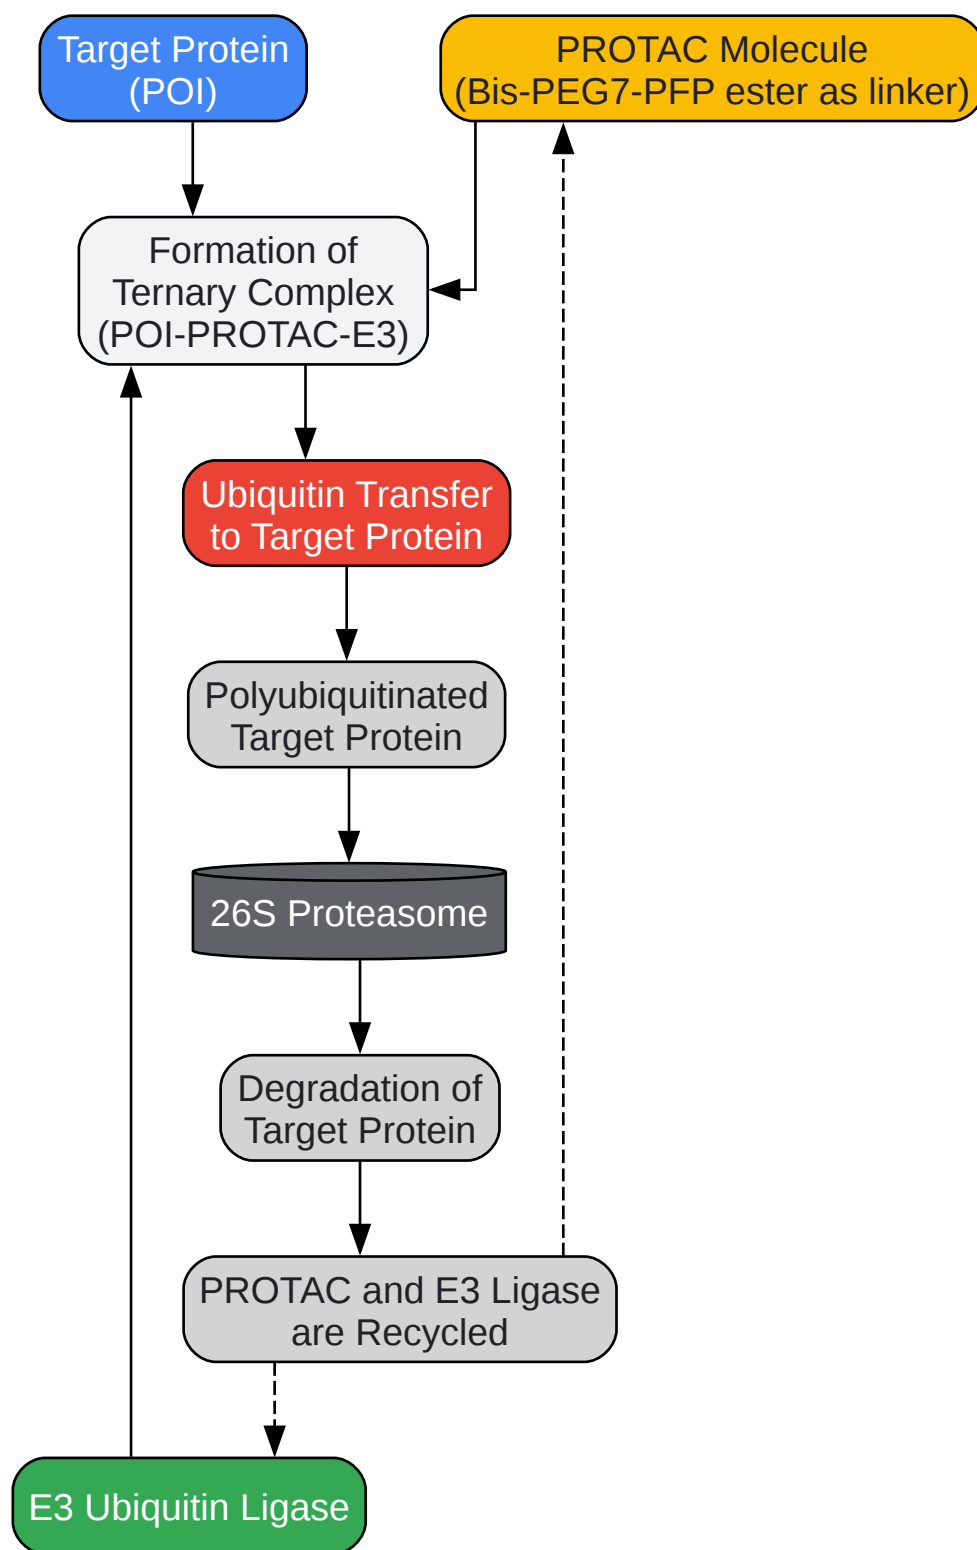 Target Protein
(POI)
PROTAC Molecule
(Bis-PEG7-PFP ester as linker)
Formation of
Ternary Complex
(POI-PROTAC-E3)
Ubiquitin Transfer
to Target Protein
Polyubiquitinated
Target Protein
26S Proteasome
Degradation of
Target Protein
PROTAC and E3 Ligase
are Recycled
E3 Ubiquitin Ligase